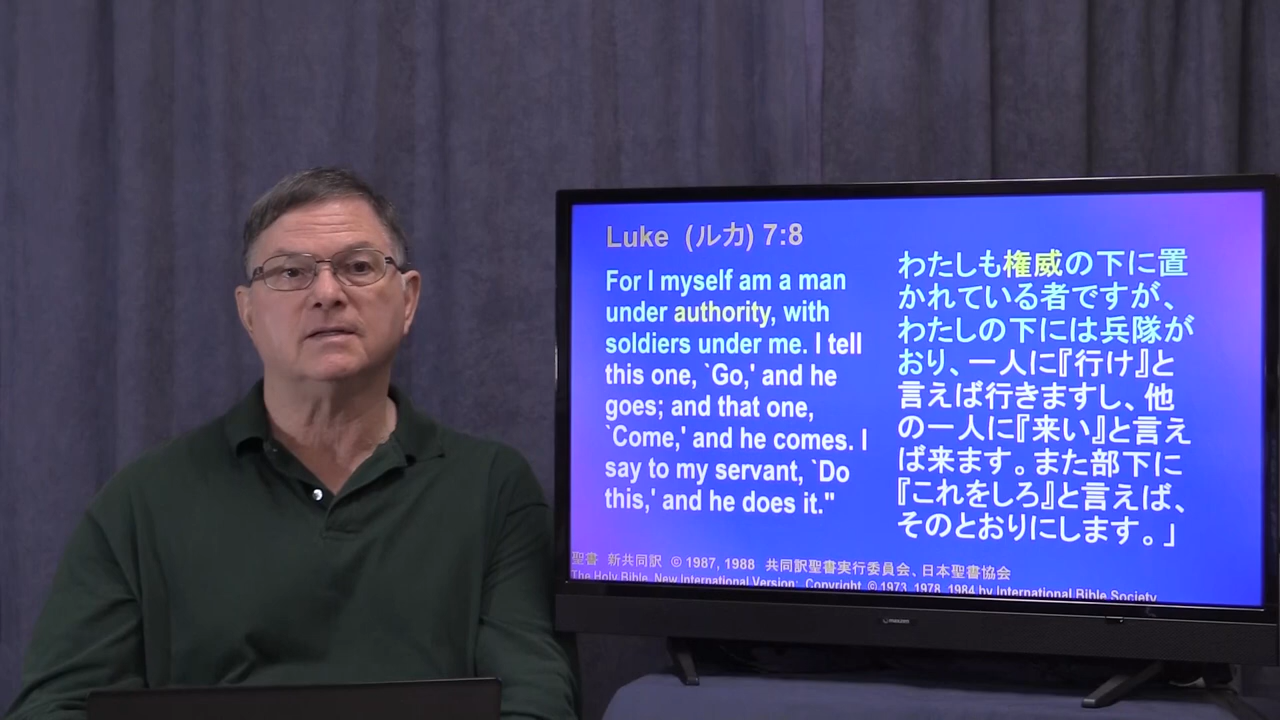 Luke (ルカ) 7:8
For I myself am a man
under authority, with
soldiers under me. I tell
this one, `Go,' and he
goes; and that one,
`Come,' and he comes. I
say to my servant, `Do
this,' and he does it."
わたしも権威の下に置
かれている者ですが、
わたしの下には兵隊が
おり、一人に『行け』と
言えば行きますし、他
の一人に『来い』と言え
ば来ます。また部下に
『これをしろ』と言えば、
そのとおりにします。」
聖書 新共同訳 © 1987, 1988 共同訳聖書実行委員会、日本聖書協会
The Holy Bible, New International Version; Copyright © 1973, 1978, 1984 by International Bible Society